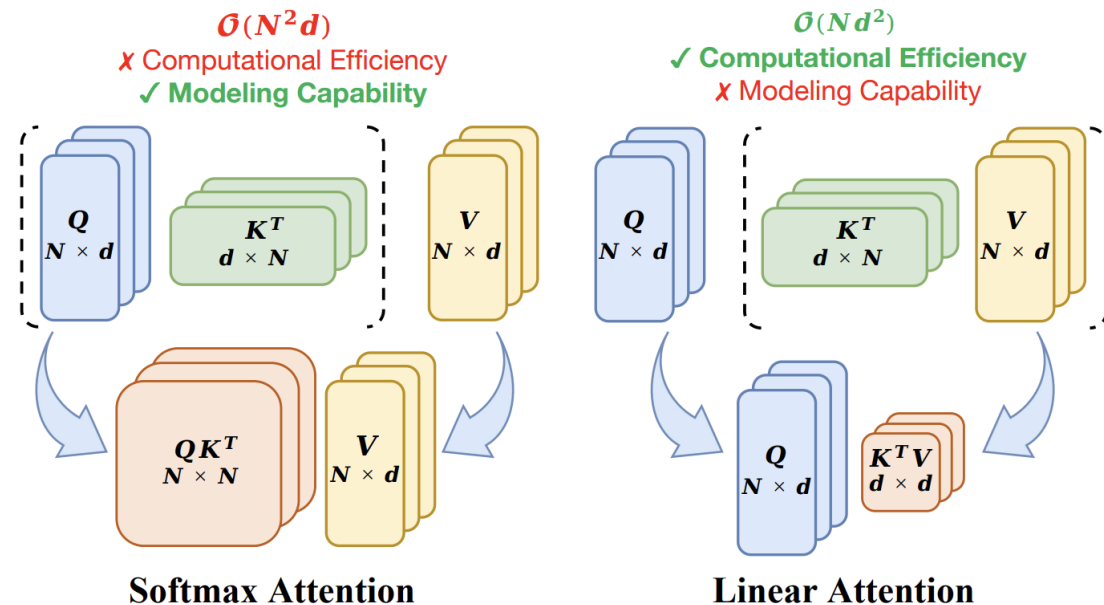 O(N²d)
✗ Computational Efficiency
✓ Modeling Capability
Q
N × d
Kᵀ
d × N
V
N × d
QKᵀ
N × N
V
N × d
Softmax Attention
O(Nd²)
✓ Computational Efficiency
✗ Modeling Capability
Q
N × d
Kᵀ
d × N
V
N × d
Q
N × d
KᵀV
d × d
Linear Attention